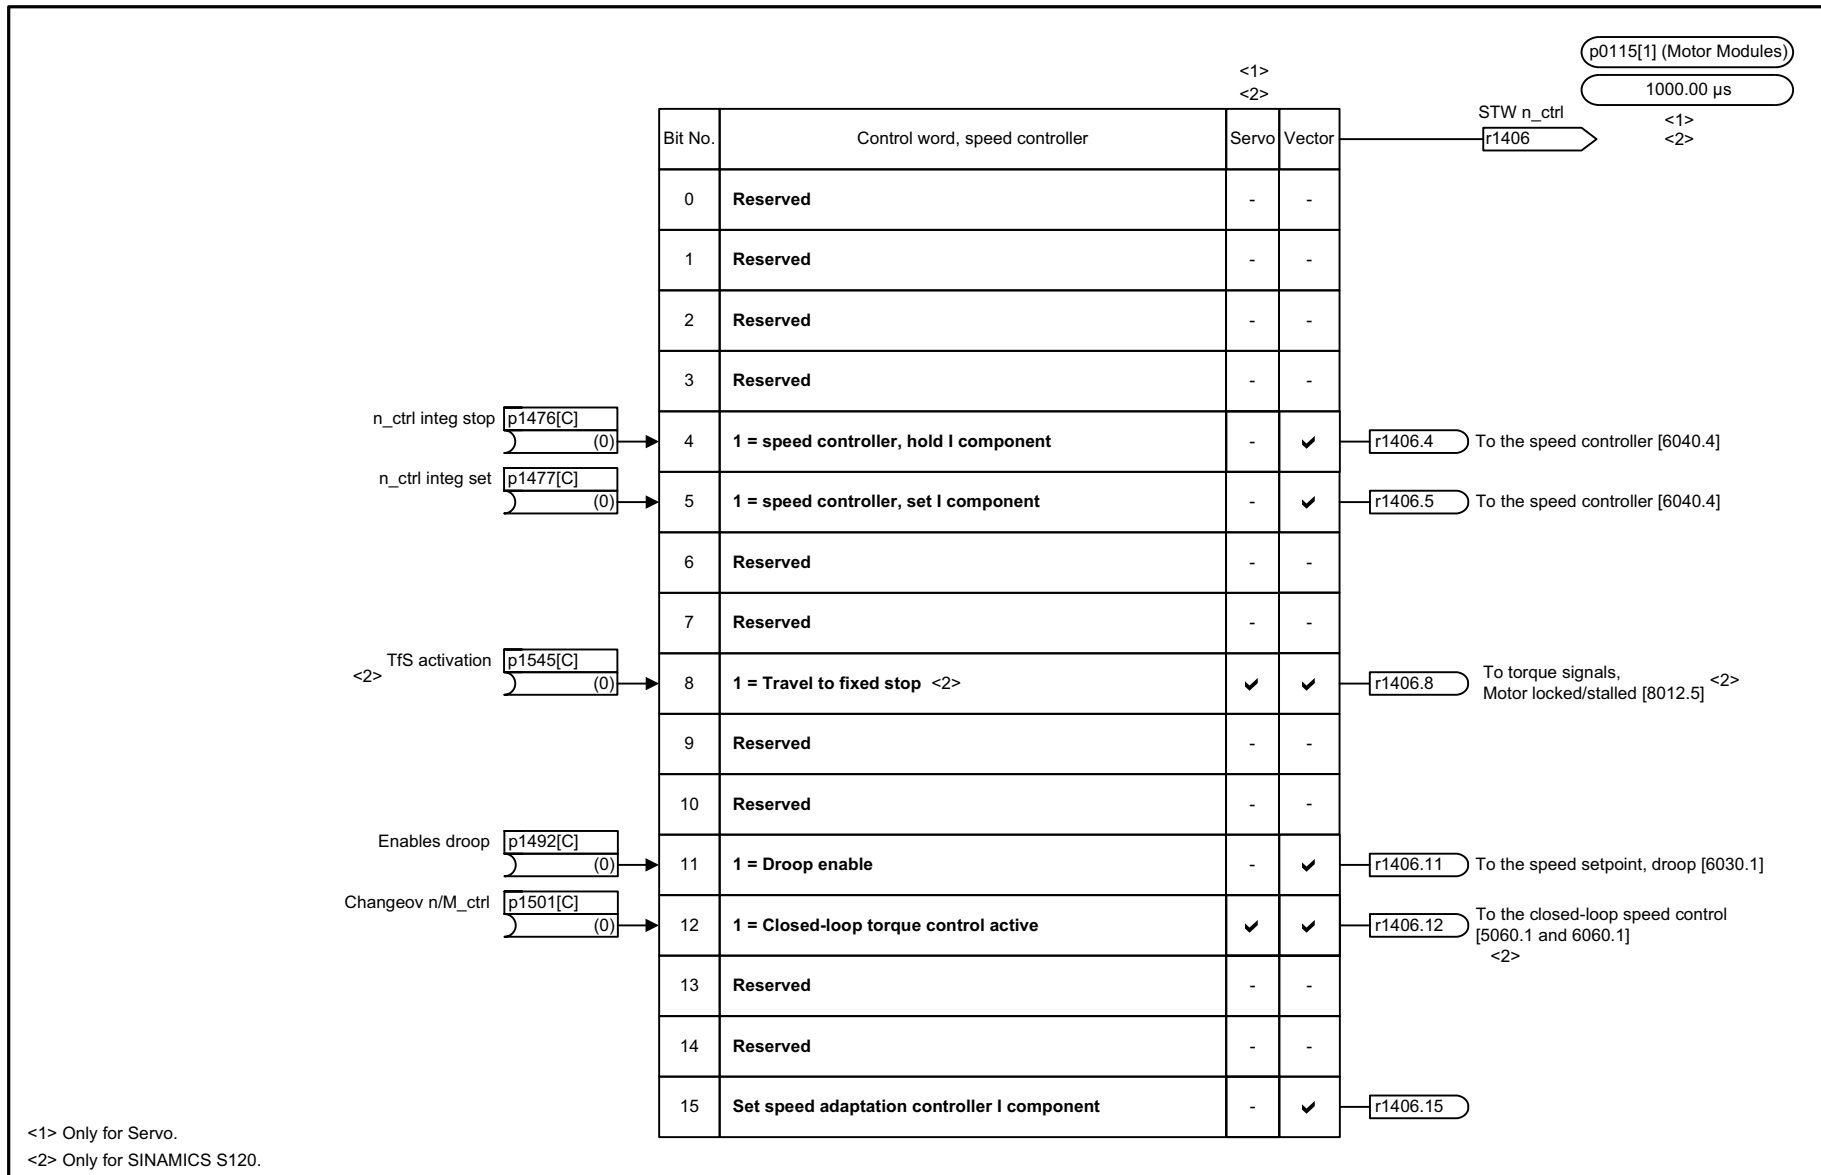 p0115[1] (Motor Modules)
1000.00 µs
<1>
<2>
<1>
<2>
STW n_ctrl
r1406
Bit No. Control word, speed controller Servo Vector
0 Reserved - -
1 Reserved - -
2 Reserved - -
3 Reserved - -
n_ctrl integ stop p1476[C]
(0) 4 1 = speed controller, hold I component - ✔ r1406.4 To the speed controller [6040.4]
n_ctrl integ set p1477[C]
(0) 5 1 = speed controller, set I component - ✔ r1406.5 To the speed controller [6040.4]
6 Reserved - -
7 Reserved - -
TfS activation p1545[C]
<2> (0) 8 1 = Travel to fixed stop <2> ✔ ✔ r1406.8 To torque signals,
Motor locked/stalled [8012.5] <2>
9 Reserved - -
10 Reserved - -
Enables droop p1492[C]
(0) 11 1 = Droop enable - ✔ r1406.11 To the speed setpoint, droop [6030.1]
Changeov n/M_ctrl p1501[C]
(0) 12 1 = Closed-loop torque control active ✔ ✔ r1406.12 To the closed-loop speed control
[5060.1 and 6060.1]
<2>
13 Reserved - -
14 Reserved - -
15 Set speed adaptation controller I component - ✔ r1406.15
<1> Only for Servo.
<2> Only for SINAMICS S120.